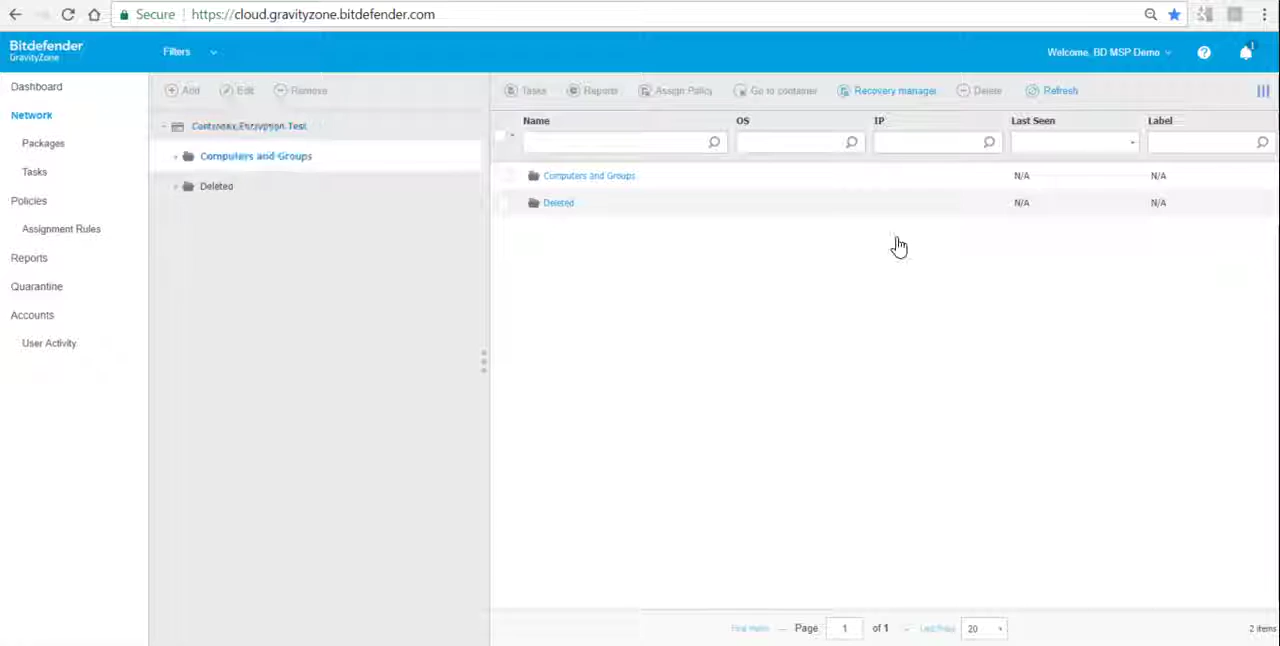 Secure https://cloud.gravityzone.bitdefender.com
Bitdefender
GravityZone
Filters
Welcome, BD MSP Demo
1
Dashboard
Network
Packages
Tasks
Policies
Assignment Rules
Reports
Quarantine
Accounts
User Activity
Add Edit Remove
Encryption Test
Computers and Groups
Deleted
Tasks Reports Assign Policy Go to container Recovery manager Delete Refresh
Name OS IP Last Seen Label
Computers and Groups N/A N/A
Deleted N/A N/A
Page 1 of 1 20 2 items